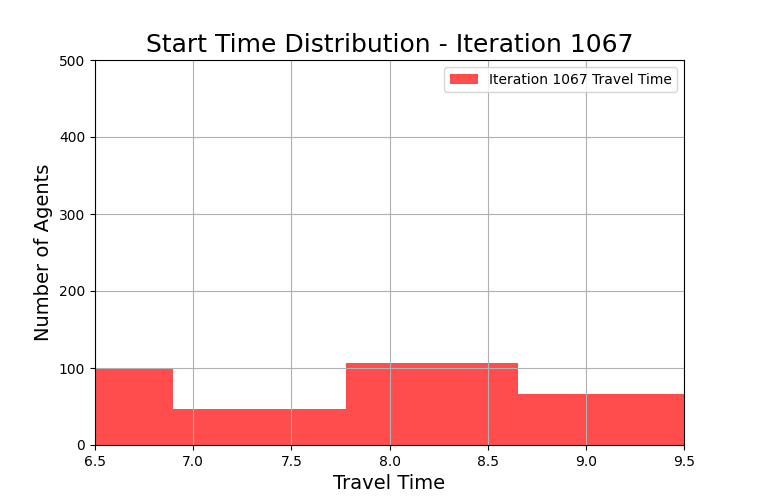 Start Time Distribution - Iteration 1067
Iteration 1067 Travel Time
Number of Agents
500
400
300
200
100
0
6.5 7.0 7.5 8.0 8.5 9.0 9.5
Travel Time